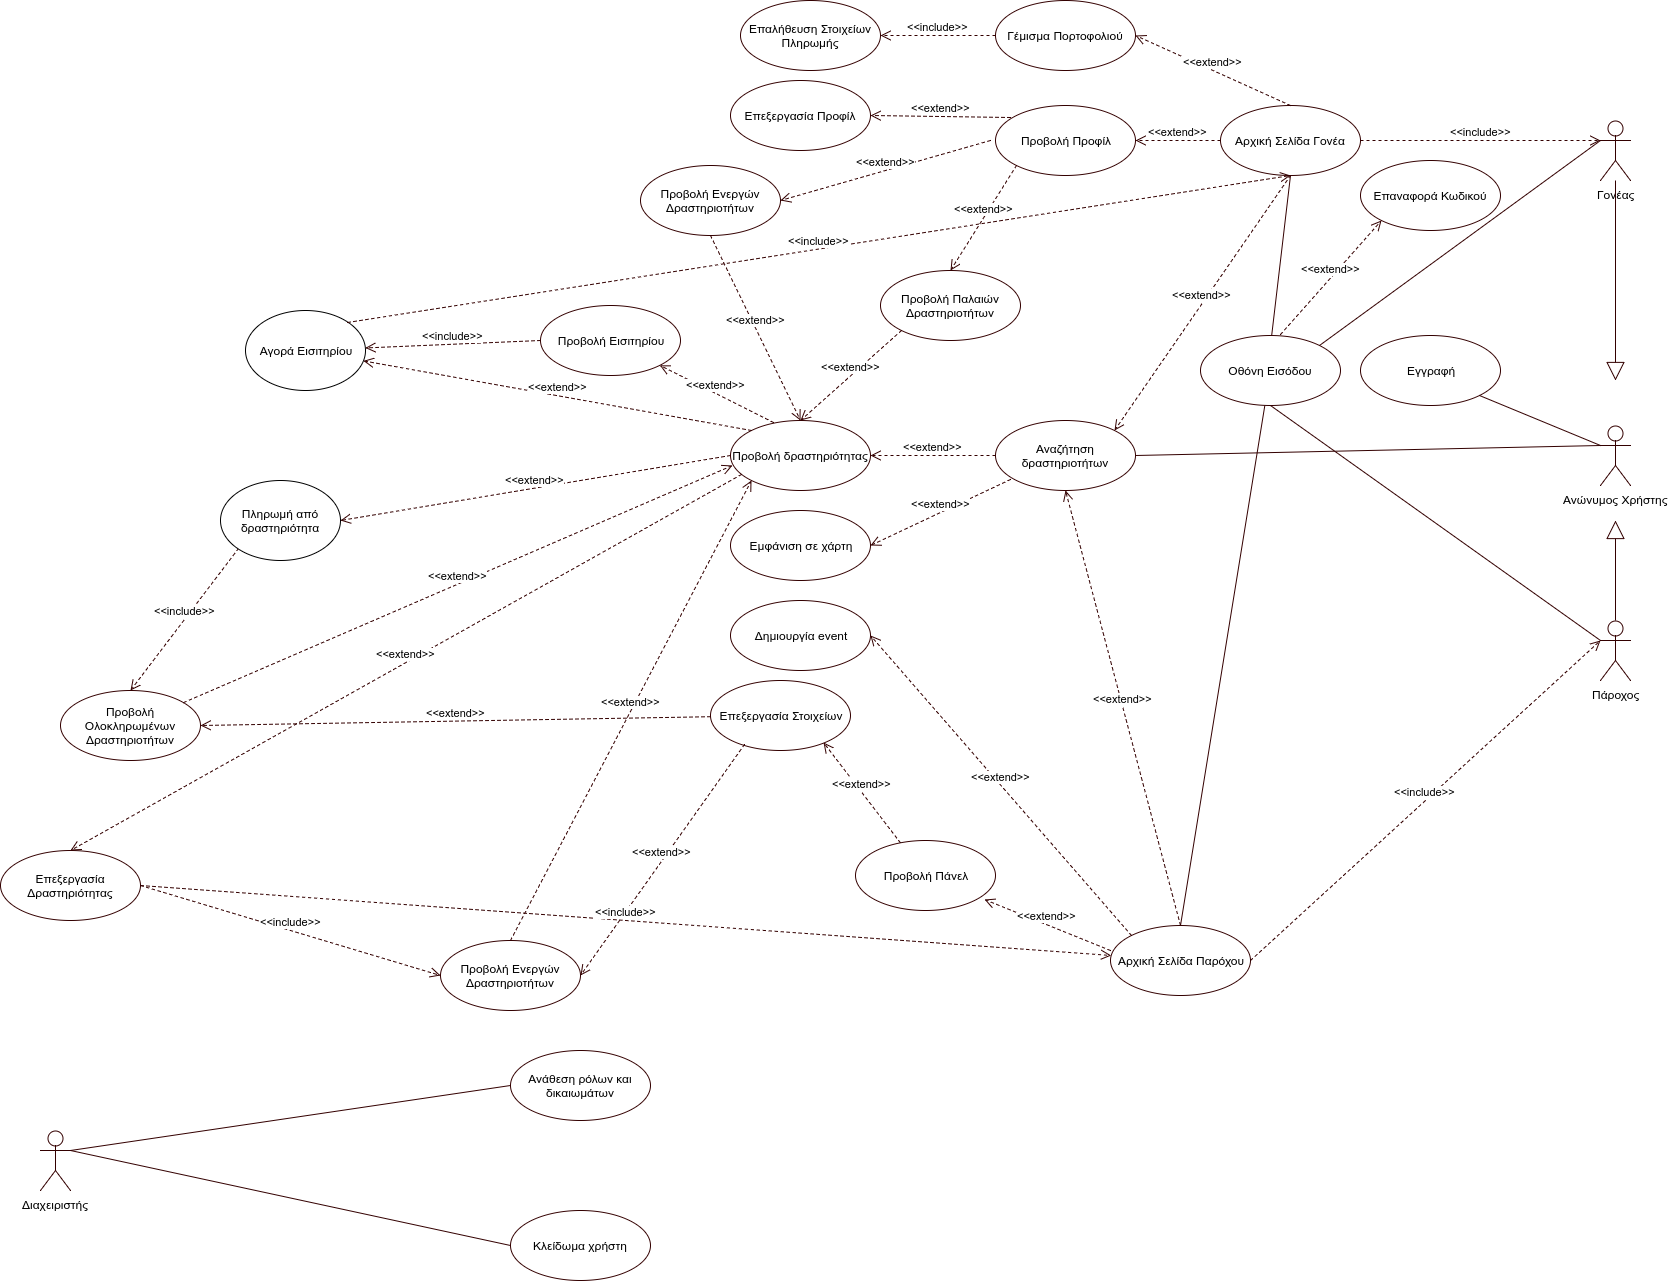 Επαλήθευση Στοιχείων
Πληρωμής
<<include>>
Γέμισμα Πορτοφολιού
<<extend>>
Επεξεργασία Προφίλ
<<extend>>
Προβολή Προφίλ
<<extend>>
Αρχική Σελίδα Γονέα
<<include>>
Γονέας
<<extend>>
Προβολή Ενεργών
Δραστηριοτήτων
<<extend>>
Επαναφορά Κωδικού
<<include>>
<<extend>>
<<extend>>
Προβολή Παλαιών
Δραστηριοτήτων
<<extend>>
Αγορά Εισιτηρίου
<<include>>
Προβολή Εισιτηρίου
<<extend>>
<<extend>>
<<extend>>
<<extend>>
Οθόνη Εισόδου
Εγγραφή
Προβολή δραστηριότητας
<<extend>>
Αναζήτηση
δραστηριοτήτων
Ανώνυμος Χρήστης
<<extend>>
Πληρωμή από
δραστηριότητα
<<extend>>
Εμφάνιση σε χάρτη
<<extend>>
<<include>>
Δημιουργία event
<<extend>>
Πάροχος
<<extend>>
<<extend>>
Προβολή
Ολοκληρωμένων
Δραστηριοτήτων
<<extend>>
Επεξεργασία Στοιχείων
<<extend>>
<<extend>>
<<include>>
<<extend>>
Επεξεργασία
Δραστηριότητας
Προβολή Πάνελ
<<include>>
<<include>>
<<extend>>
Προβολή Ενεργών
Δραστηριοτήτων
Αρχική Σελίδα Παρόχου
Ανάθεση ρόλων και
δικαιωμάτων
Διαχειριστής
Κλείδωμα χρήστη